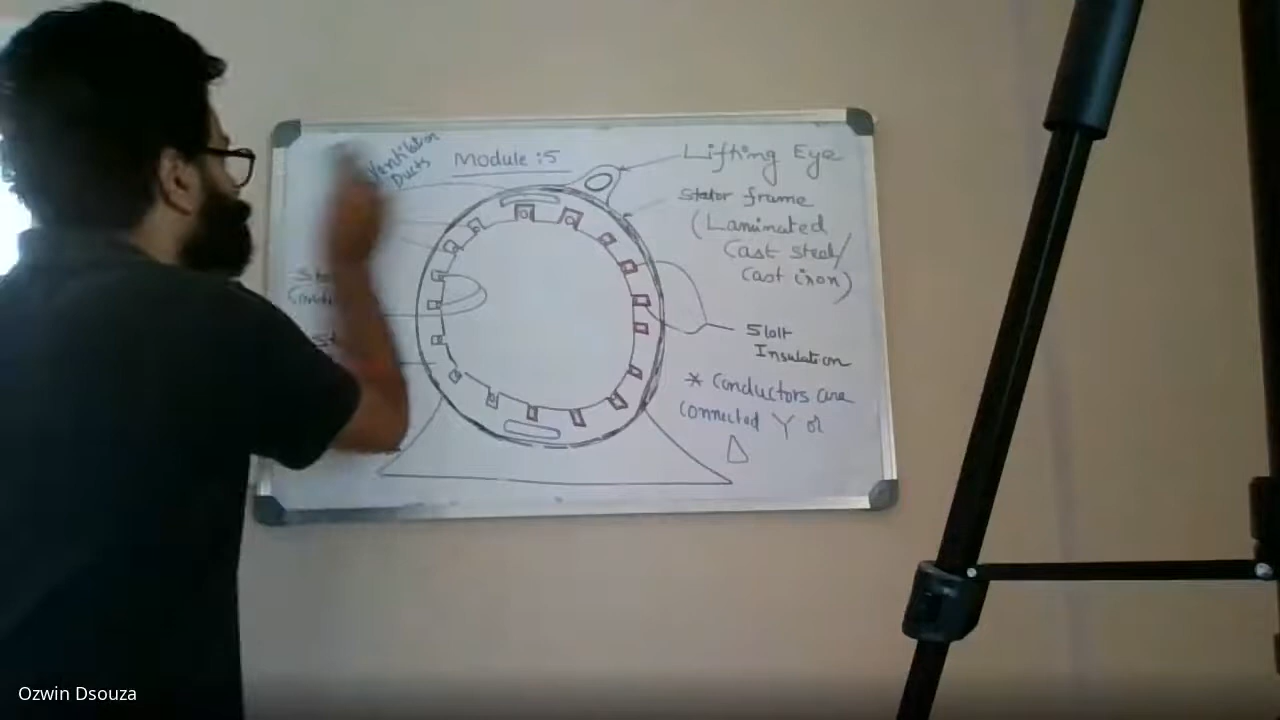 Ventilation
Ducts
Module :5
Lifting Eye
Stator frame
(Laminated
Cast steel/
Cast iron)
Slott
Insulation
* Conductors are
connected Y or
Δ
Ozwin Dsouza